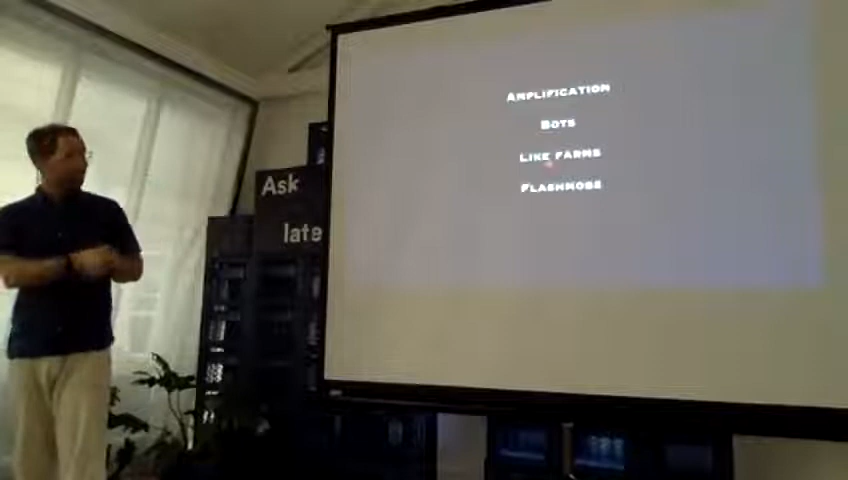 Amplification
Bots
Like farms
Flashmobs
Ask
late